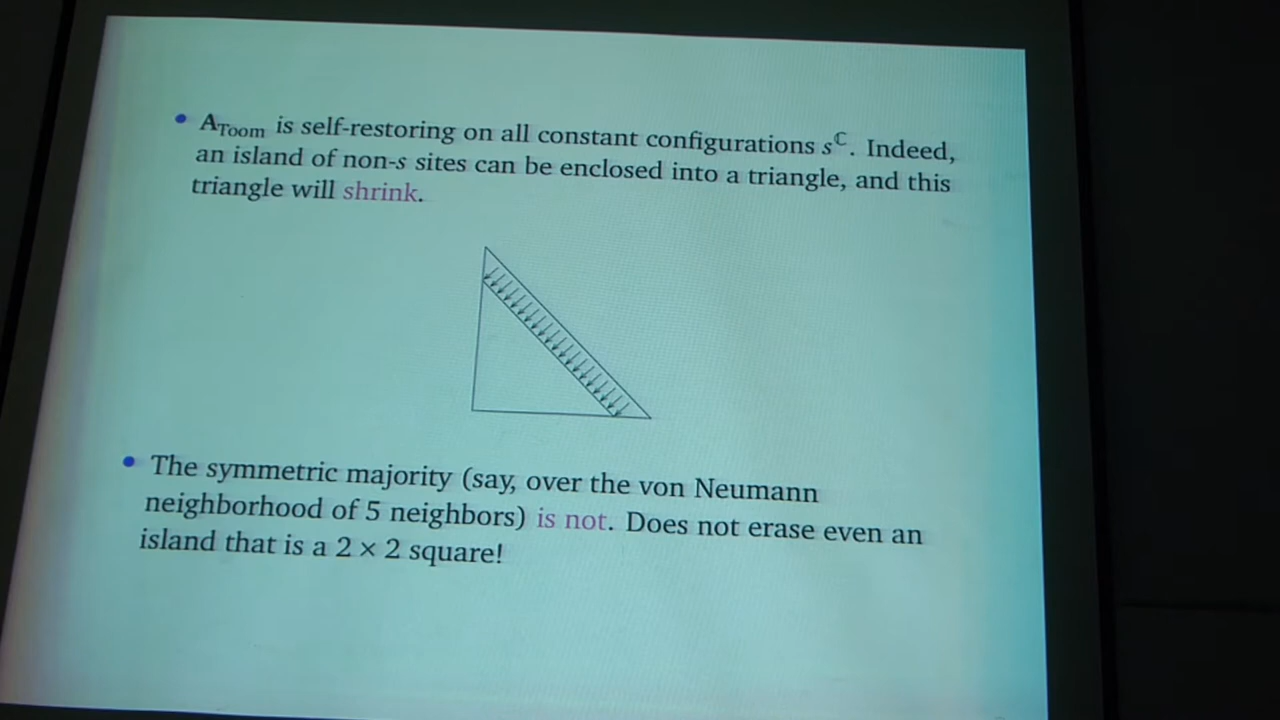 • A_Toom is self-restoring on all constant configurations s^ℂ. Indeed,
an island of non-s sites can be enclosed into a triangle, and this
triangle will shrink.
• The symmetric majority (say, over the von Neumann
neighborhood of 5 neighbors) is not. Does not erase even an
island that is a 2 × 2 square!